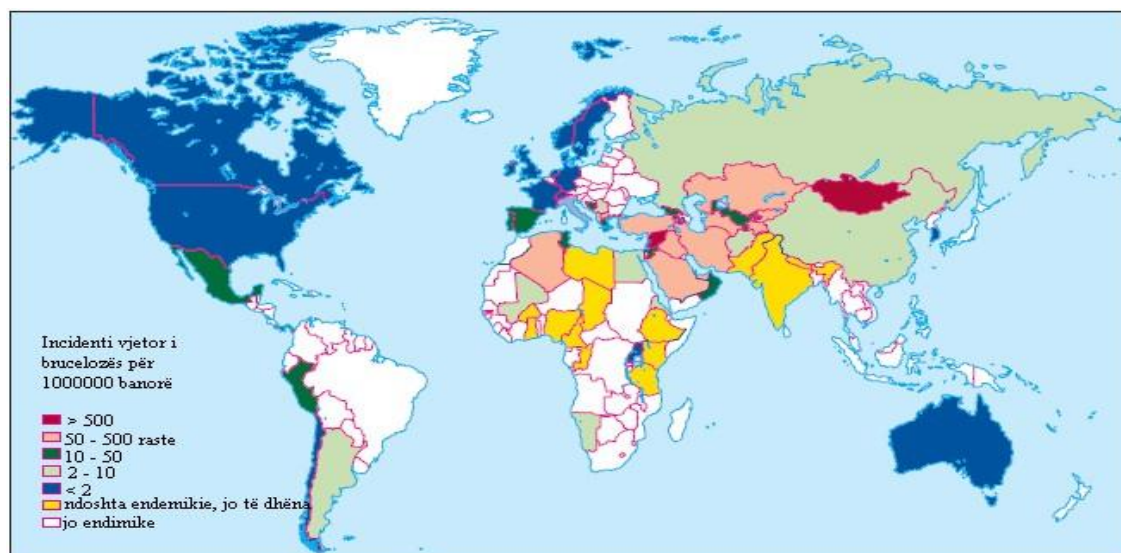 Incidenti vjetor i
brucelozës për
1000000 banorë
> 500
50 - 500 raste
10 - 50
2 - 10
< 2
ndoshta endemikie, jo të dhëna
jo endimike